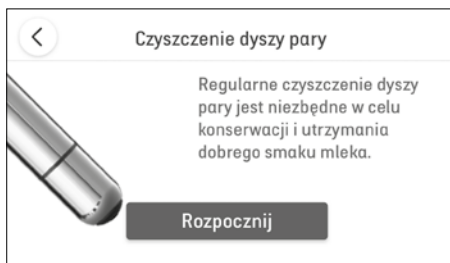 Czyszczenie dyszy pary
Regularne czyszczenie dyszy
pary jest niezbędne w celu
konserwacji i utrzymania
dobrego smaku mleka.
Rozpocznij